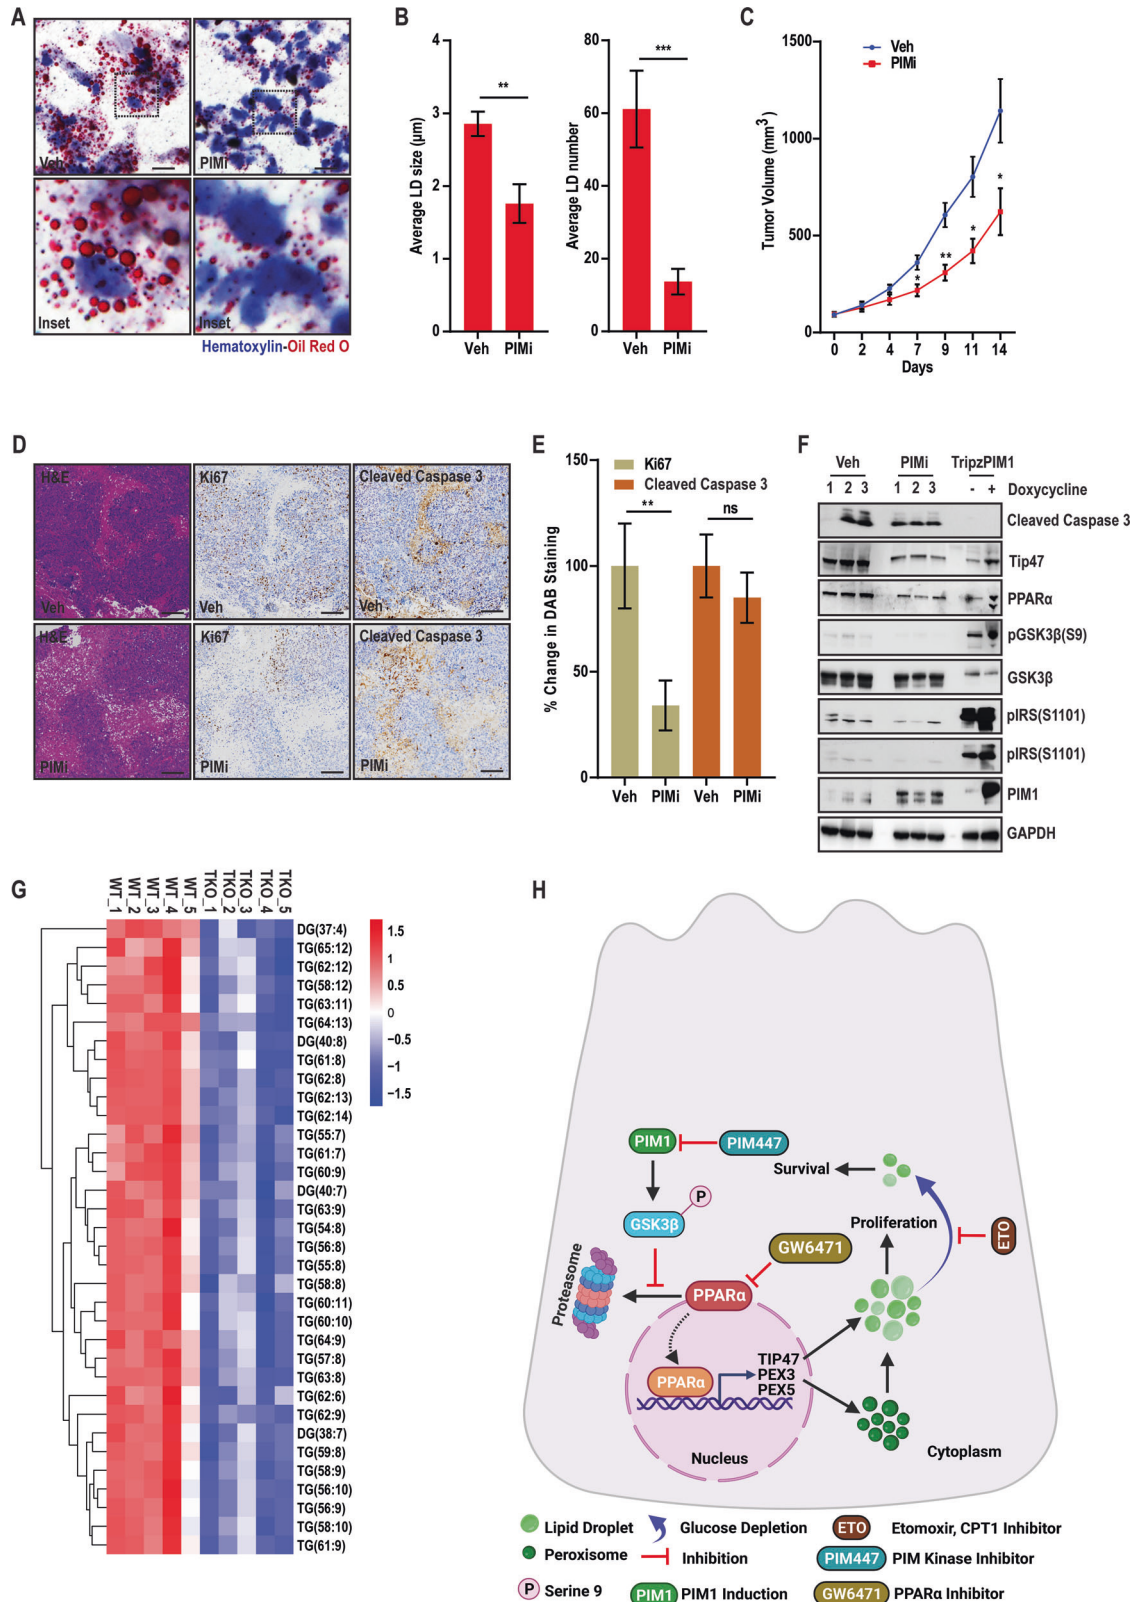 A
Veh
PIMi
Inset
Inset
Hematoxylin-Oil Red O
B
Average LD size (µm)
4
3
2
1
0
Veh
PIMi
**
Average LD number
80
60
40
20
0
Veh
PIMi
***
C
Tumor Volume (mm³)
1500
1000
500
0
Veh
PIMi
*
**
*
*
0 2 4 7 9 11 14
Days
D
H&E
Veh
Ki67
Veh
Cleaved Caspase 3
Veh
H&E
PIMi
Ki67
PIMi
Cleaved Caspase 3
PIMi
E
% Change in DAB Staining
150
100
50
0
Ki67
Cleaved Caspase 3
**
ns
Veh PIMi Veh PIMi
F
Veh PIMi TripzPIM1
1 2 3 1 2 3 - + Doxycycline
Cleaved Caspase 3
Tip47
PPARα
pGSK3β(S9)
GSK3β
pIRS(S1101)
pIRS(S1101)
PIM1
GAPDH
G
WT_1
WT_2
WT_3
WT_4
WT_5
TKO_1
TKO_2
TKO_3
TKO_4
TKO_5
DG(37:4)
TG(65:12)
TG(62:12)
TG(58:12)
TG(63:11)
TG(64:13)
DG(40:8)
TG(61:8)
TG(62:8)
TG(62:13)
TG(62:14)
TG(55:7)
TG(61:7)
TG(60:9)
DG(40:7)
TG(63:9)
TG(54:8)
TG(56:8)
TG(55:8)
TG(58:8)
TG(60:11)
TG(60:10)
TG(64:9)
TG(57:8)
TG(63:8)
TG(62:6)
TG(62:9)
DG(38:7)
TG(59:8)
TG(58:9)
TG(56:10)
TG(56:9)
TG(58:10)
TG(61:9)
1.5
1
0.5
0
−0.5
−1
−1.5
H
PIM1
PIM447
P
GSK3β
Survival
Proliferation
ETO
GW6471
Proteasome
PPARα
PPARα
TIP47
PEX3
PEX5
Nucleus
Cytoplasm
Lipid Droplet
Glucose Depletion
ETO Etomoxir, CPT1 Inhibitor
Peroxisome
Inhibition
PIM447 PIM Kinase Inhibitor
P Serine 9
PIM1 PIM1 Induction
GW6471 PPARα Inhibitor